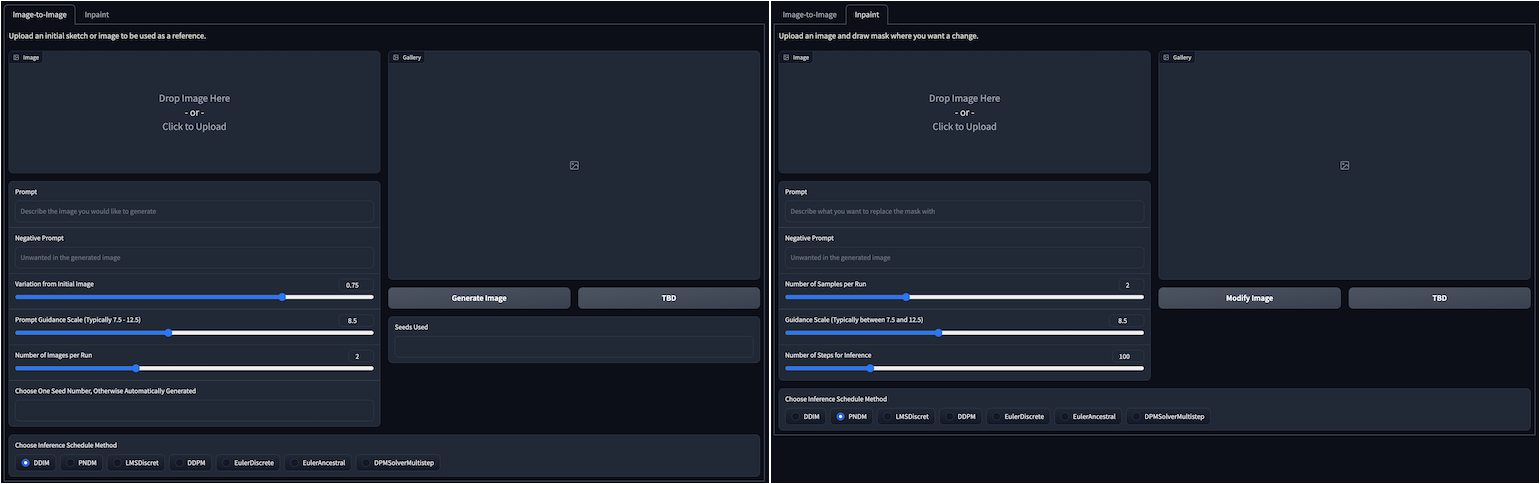 Image-to-Image Inpaint
Upload an initial sketch or image to be used as a reference.
Image
Drop Image Here
- or -
Click to Upload
Prompt
Describe the image you would like to generate
Negative Prompt
Unwanted in the generated image
Variation from Initial Image 0.75
Prompt Guidance Scale (Typically 7.5 - 12.5) 8.5
Number of Images per Run 2
Choose One Seed Number, Otherwise Automatically Generated
Gallery
Generate Image TBD
Seeds Used
Choose Inference Schedule Method
DDIM PNDM LMSDiscret DDPM EulerDiscrete EulerAncestral DPMSolverMultistep
Image-to-Image Inpaint
Upload an image and draw mask where you want a change.
Image
Drop Image Here
- or -
Click to Upload
Prompt
Describe what you want to replace the mask with
Negative Prompt
Unwanted in the generated image
Number of Samples per Run 2
Guidance Scale (Typically between 7.5 and 12.5) 8.5
Number of Steps for Inference 100
Gallery
Modify Image TBD
Choose Inference Schedule Method
DDIM PNDM LMSDiscret DDPM EulerDiscrete EulerAncestral DPMSolverMultistep